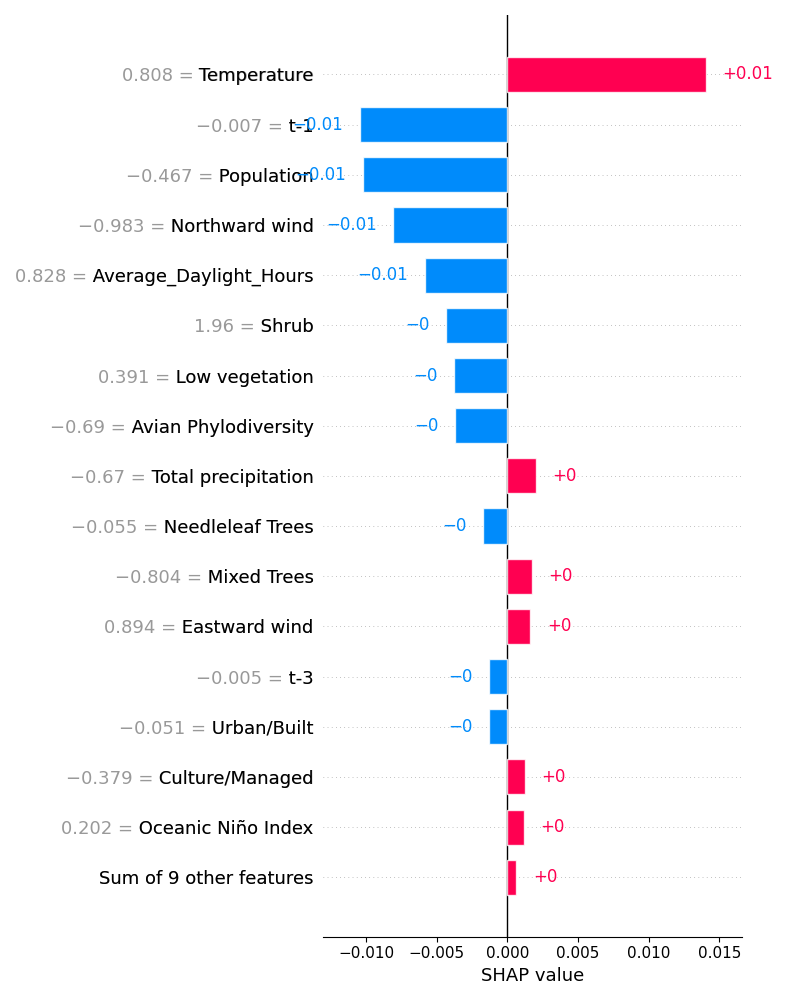 0.808 = Temperature +0.01
−0.007 = t-1 −0.01
−0.467 = Population −0.01
−0.983 = Northward wind −0.01
0.828 = Average_Daylight_Hours −0.01
1.96 = Shrub −0
0.391 = Low vegetation −0
−0.69 = Avian Phylodiversity −0
−0.67 = Total precipitation +0
−0.055 = Needleleaf Trees −0
−0.804 = Mixed Trees +0
0.894 = Eastward wind +0
−0.005 = t-3 −0
−0.051 = Urban/Built −0
−0.379 = Culture/Managed +0
0.202 = Oceanic Niño Index +0
Sum of 9 other features +0
−0.010 −0.005 0.000 0.005 0.010 0.015
SHAP value